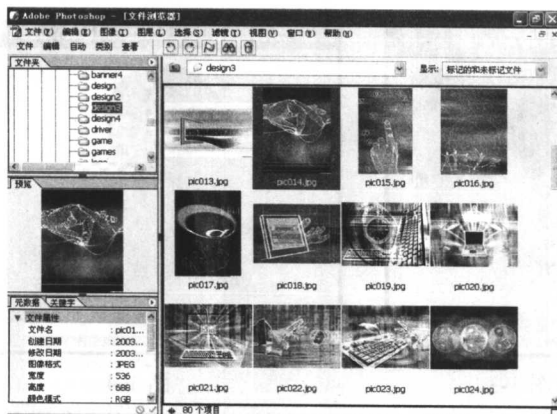 Adobe Photoshop - [文件浏览器]
文件(F) 编辑(E) 图像(I) 图层(L) 选择(S) 滤镜(T) 视图(V) 窗口(W) 帮助(H)
文件 编辑 自动 类别 查看
文件夹
banner4
design
design2
design3
design4
driver
game
games
design3
显示: 标记的和未标记文件
pic013.jpg pic014.jpg pic015.jpg pic016.jpg
pic017.jpg pic018.jpg pic019.jpg pic020.jpg
pic021.jpg pic022.jpg pic023.jpg pic024.jpg
预览
元数据 关键字
文件属性
文件名 : pic01...
创建日期 : 2003...
修改日期 : 2003...
图像格式 : JPEG
宽度 : 536
高度 : 688
颜色模式 : RGB
80 个项目